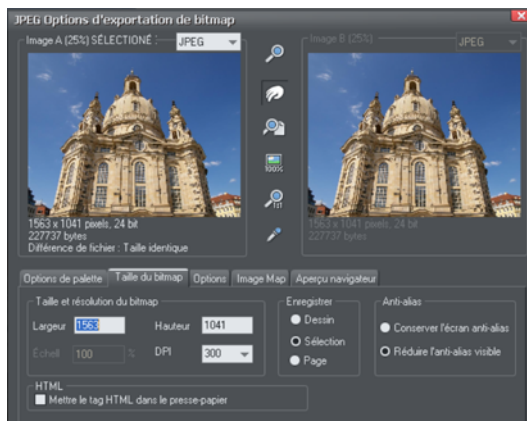 JPEG Options d'exportation de bitmap
Image A (25%) SÉLECTIONÉ : JPEG
Image B (25%) JPEG
100%
1:1
1563 x 1041 pixels, 24 bit
227737 bytes
Différence de fichier : Taille identique
1563 x 1041 pixels, 24 bit
227737 bytes
Options de palette Taille du bitmap Options Image Map Aperçu navigateur
Taille et résolution du bitmap
Largeur 1563 Hauteur 1041
Échell 100 % DPI 300
Enregistrer
Dessin
Sélection
Page
Anti-alias
Conserver l'écran anti-alias
Réduire l'anti-alias visible
HTML
Mettre le tag HTML dans le presse-papier